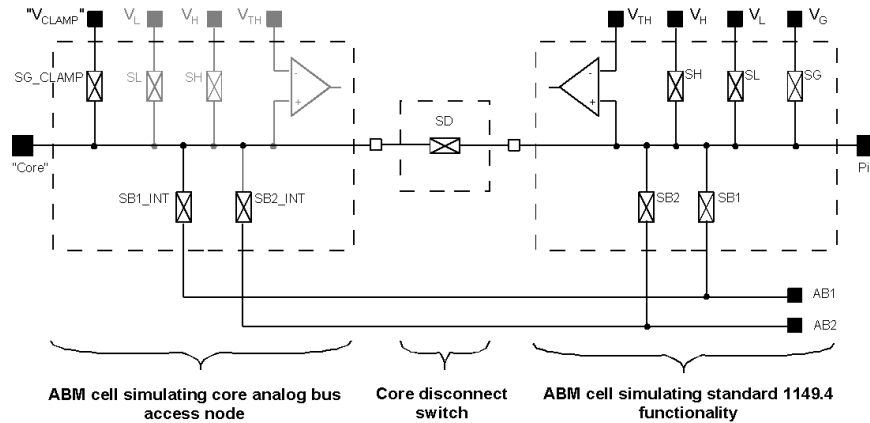 "VCLAMP" VL VH VTH VTH VH VL VG
SG_CLAMP SL SH - + - + SH SL SG
SD
"Core" Pi
SB1_INT SB2_INT SB2 SB1
AB1
AB2
ABM cell simulating core analog bus access node
Core disconnect switch
ABM cell simulating standard 1149.4 functionality